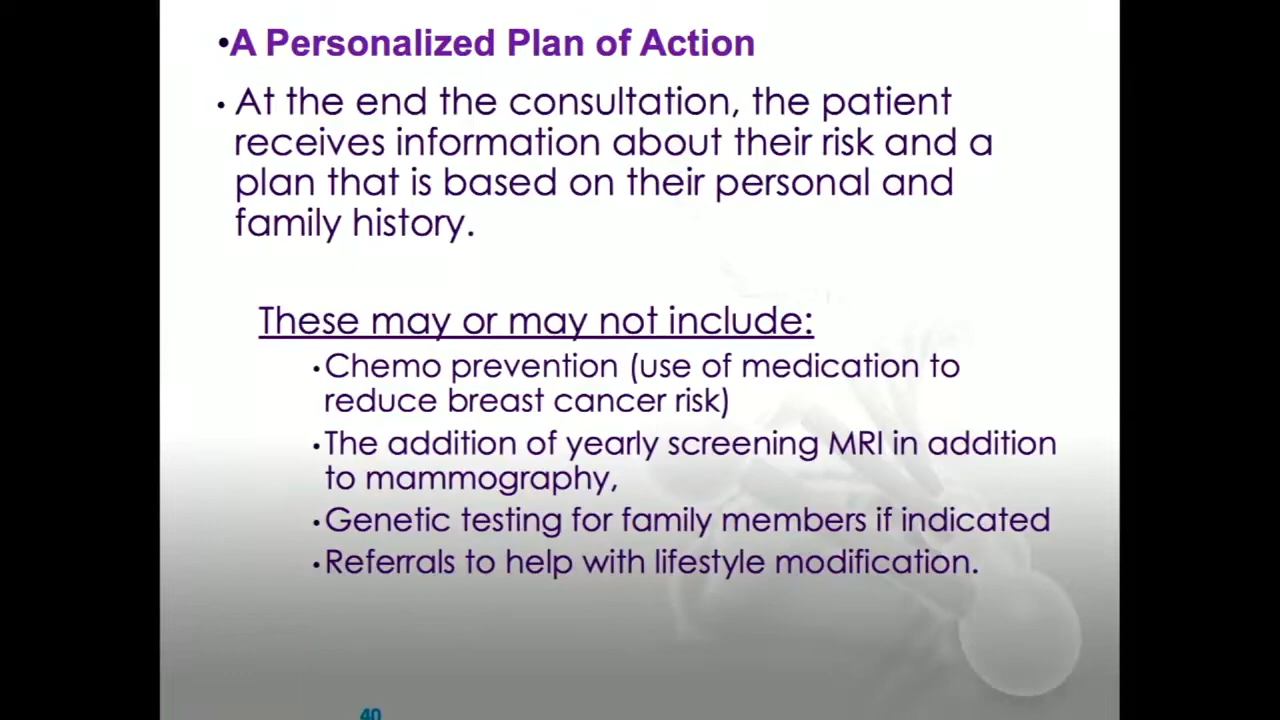 •A Personalized Plan of Action
• At the end the consultation, the patient
receives information about their risk and a
plan that is based on their personal and
family history.
These may or may not include:
•Chemo prevention (use of medication to
reduce breast cancer risk)
•The addition of yearly screening MRI in addition
to mammography,
•Genetic testing for family members if indicated
•Referrals to help with lifestyle modification.
40